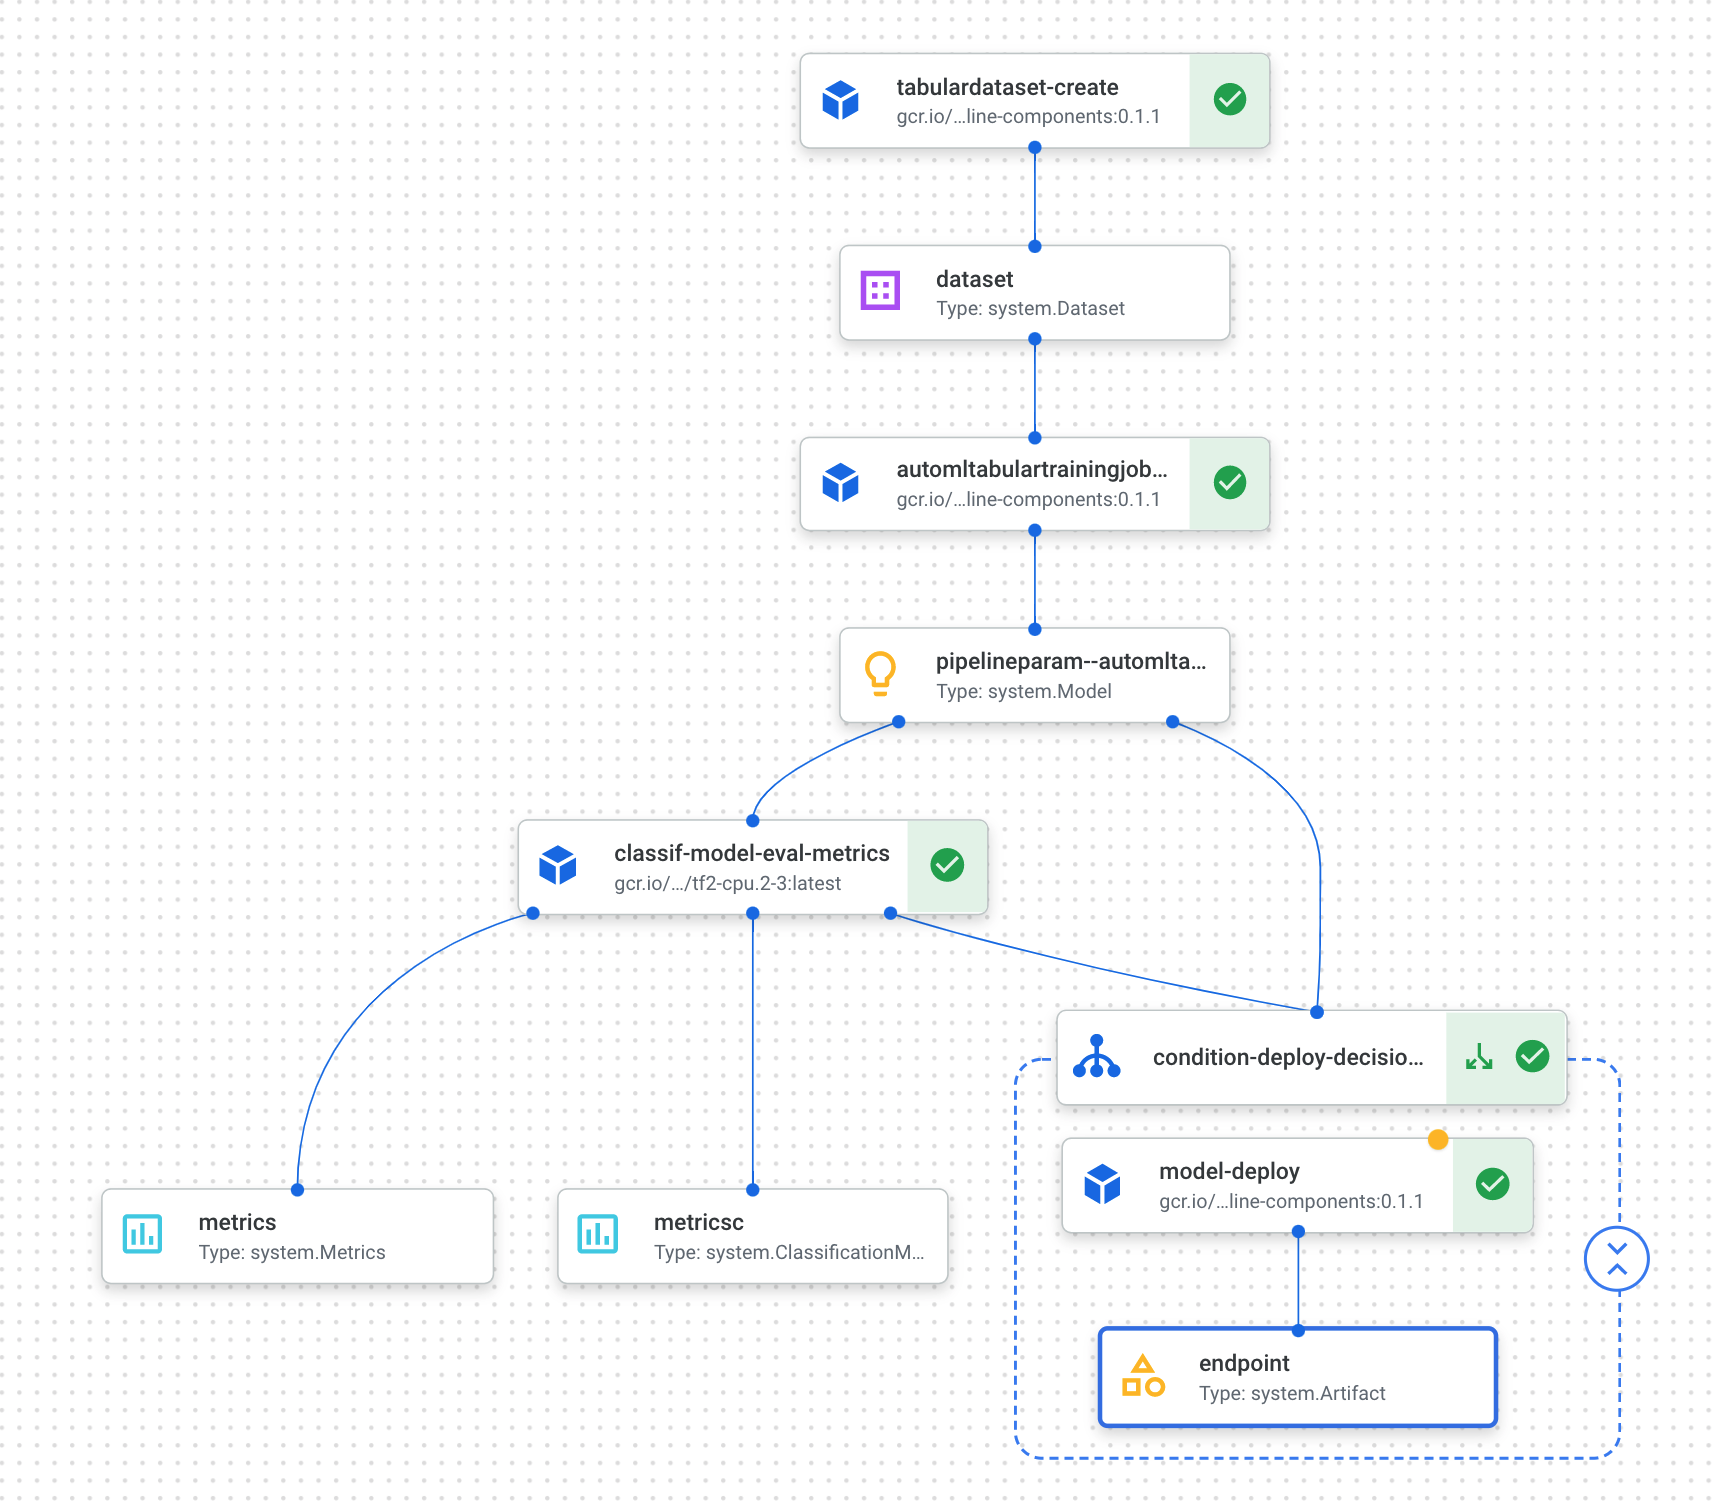 tabulardataset-create
gcr.io/...line-components:0.1.1
dataset
Type: system.Dataset
automltabulartrainingjob...
gcr.io/...line-components:0.1.1
pipelineparam--automlta...
Type: system.Model
classif-model-eval-metrics
gcr.io/.../tf2-cpu.2-3:latest
condition-deploy-decisio...
model-deploy
gcr.io/...line-components:0.1.1
metrics
Type: system.Metrics
metricsc
Type: system.ClassificationM...
endpoint
Type: system.Artifact